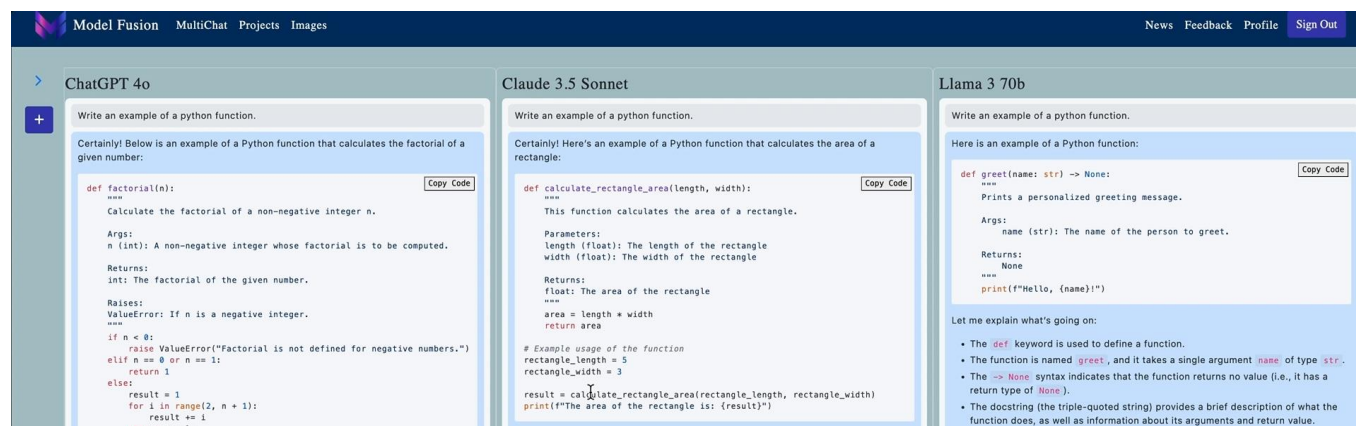 Model Fusion MultiChat Projects Images News Feedback Profile Sign Out
ChatGPT 4o
Write an example of a python function.
Certainly! Below is an example of a Python function that calculates the factorial of a
given number:
Copy Code
def factorial(n):
"""
Calculate the factorial of a non-negative integer n.
Args:
n (int): A non-negative integer whose factorial is to be computed.
Returns:
int: The factorial of the given number.
Raises:
ValueError: If n is a negative integer.
"""
if n < 0:
raise ValueError("Factorial is not defined for negative numbers.")
elif n == 0 or n == 1:
return 1
else:
result = 1
for i in range(2, n + 1):
result *= i
Claude 3.5 Sonnet
Write an example of a python function.
Certainly! Here's an example of a Python function that calculates the area of a
rectangle:
Copy Code
def calculate_rectangle_area(length, width):
"""
This function calculates the area of a rectangle.
Parameters:
length (float): The length of the rectangle
width (float): The width of the rectangle
Returns:
float: The area of the rectangle
"""
area = length * width
return area
# Example usage of the function
rectangle_length = 5
rectangle_width = 3
result = calculate_rectangle_area(rectangle_length, rectangle_width)
print(f"The area of the rectangle is: {result}")
Llama 3 70b
Write an example of a python function.
Here is an example of a Python function:
Copy Code
def greet(name: str) -> None:
"""
Prints a personalized greeting message.
Args:
name (str): The name of the person to greet.
Returns:
None
"""
print(f"Hello, {name}!")
Let me explain what's going on:
• The def keyword is used to define a function.
• The function is named greet, and it takes a single argument name of type str.
• The -> None syntax indicates that the function returns no value (i.e., it has a
return type of None).
• The docstring (the triple-quoted string) provides a brief description of what the
function does, as well as information about its arguments and return value.